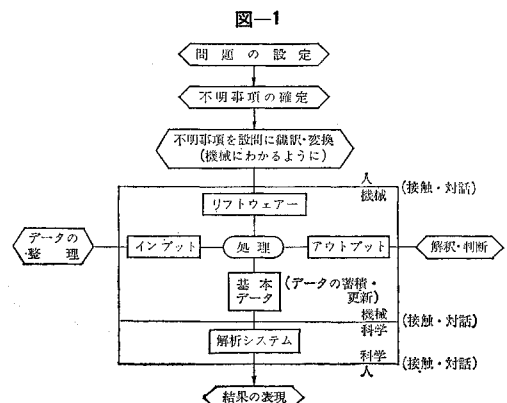 図―1
問題の設定
不明事項の確定
不明事項を設問に翻訳・変換
(機械にわかるように)
人
機械
(接触・対話)
リフトウェアー
データの
整理
インプット
処理
アウトプット
解釈・判断
基本
データ
(データの蓄積・
更新)
機械
科学
(接触・対話)
解析システム
科学
人
(接触・対話)
結果の表現